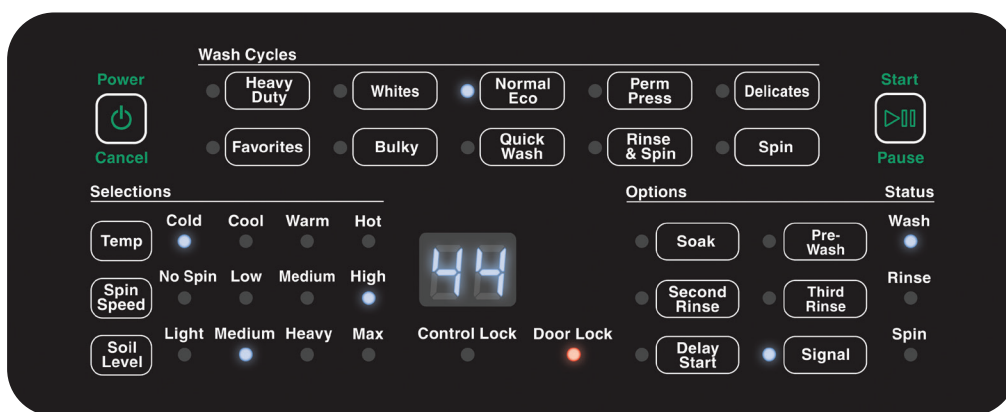 Wash Cycles
Power
Cancel
Heavy
Duty
Whites
Normal
Eco
Perm
Press
Delicates
Start
Pause
Favorites
Bulky
Quick
Wash
Rinse
& Spin
Spin
Selections
Temp
Cold Cool Warm Hot
Spin
Speed
No Spin Low Medium High
Soil
Level
Light Medium Heavy Max
44
Control Lock Door Lock
Options
Soak
Pre-
Wash
Second
Rinse
Third
Rinse
Delay
Start
Signal
Status
Wash
Rinse
Spin